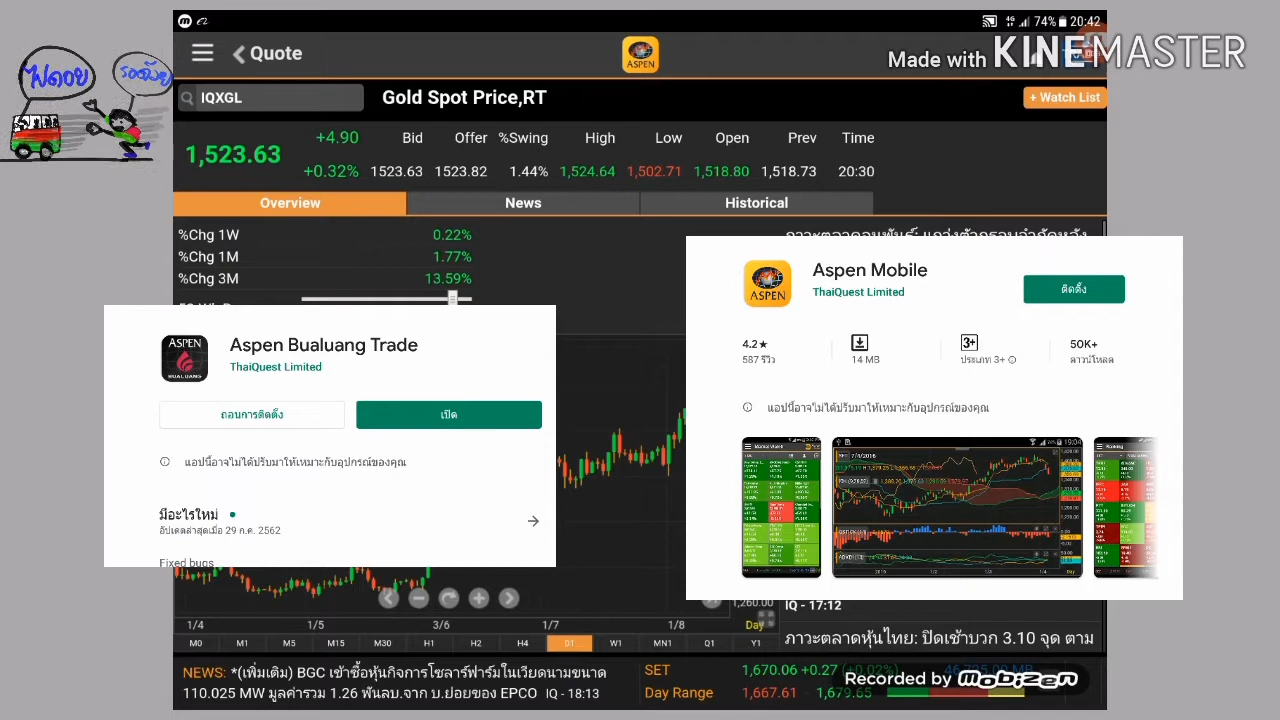 74% 20:42
Quote
ASPEN
Made with KINEMASTER
IQXGL
Gold Spot Price,RT
+ Watch List
1,523.63
+4.90
+0.32%
Bid Offer %Swing High Low Open Prev Time
1523.63 1523.82 1.44% 1,524.64 1,502.71 1,518.80 1,518.73 20:30
Overview News Historical
%Chg 1W 0.22%
%Chg 1M 1.77%
%Chg 3M 13.59%
ASPEN
BUALUANG
Aspen Bualuang Trade
ThaiQuest Limited
ถอนการติดตั้ง เปิด
แอปนี้อาจไม่ได้ปรับมาให้เหมาะกับอุปกรณ์ของคุณ
มีอะไรใหม่
อัปเดตล่าสุดเมื่อ 29 ก.ค. 2562
Fixed bugs
ASPEN
Aspen Mobile
ThaiQuest Limited
ติดตั้ง
4.2★ 3+ 50K+
587 รีวิว 14 MB ประเภท 3+ ดาวน์โหลด
แอปนี้อาจไม่ได้ปรับมาให้เหมาะกับอุปกรณ์ของคุณ
1,260.00
1/4 1/5 3/6 1/7 1/8 Day
M0 M1 M5 M15 M30 H1 H2 H4 D1 W1 MN1 Q1 Y1
IQ - 17:12
ภาวะตลาดหุ้นไทย: ปิดเช้าบวก 3.10 จุด ตาม
NEWS: *(เพิ่มเติม) BGC เข้าซื้อหุ้นกิจการโซลาร์ฟาร์มในเวียดนามขนาด
110.025 MW มูลค่ารวม 1.26 พันลบ.จาก บ.ย่อยของ EPCO IQ - 18:13
SET 1,670.06 +0.27 (+0.02%)
Day Range 1,667.61 - 1,679.65
Recorded by mobizen